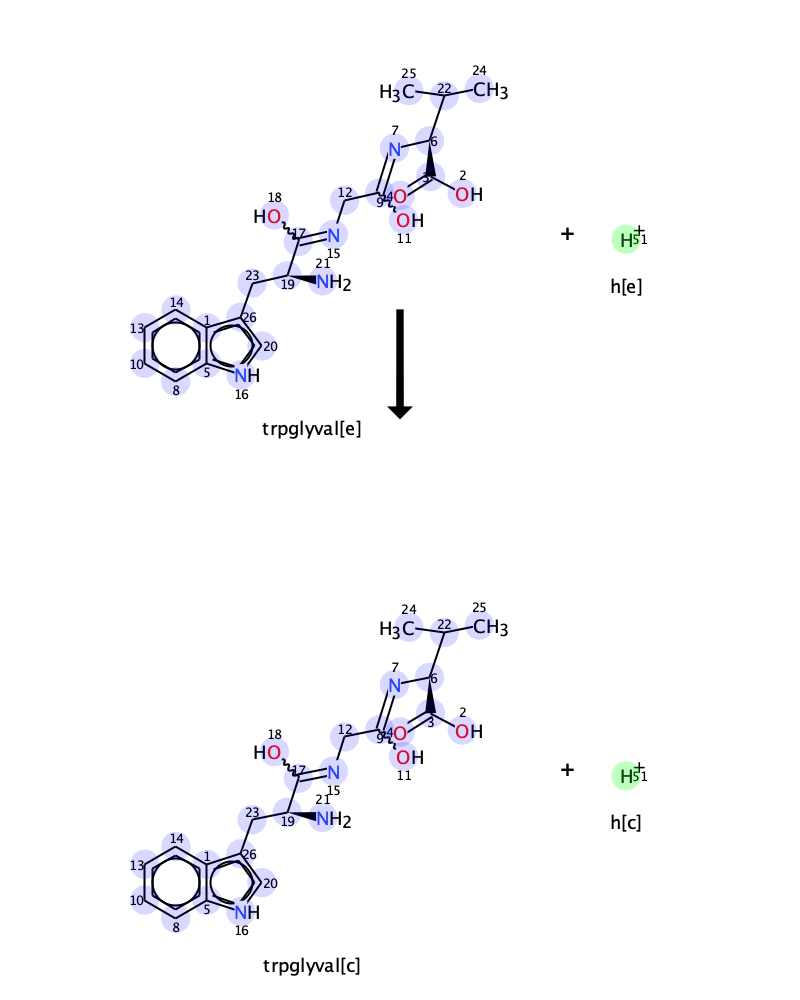 25 24
H₃C 22 CH₃
7
N 6
12 3 2
9 4 O OH
18 OH
HO 11
17 N
15
23 21
19 NH₂
14
26
13 1
20
10 5 NH
8 16
trpglyval[e]
+
H⁺
51
h[e]
24 25
H₃C 22 CH₃
7
N 6
12 3 2
9 4 O OH
18 OH
HO 11
17 N
15
23 21
19 NH₂
14
26
13 1
20
10 5 NH
8 16
trpglyval[c]
+
H⁺
51
h[c]